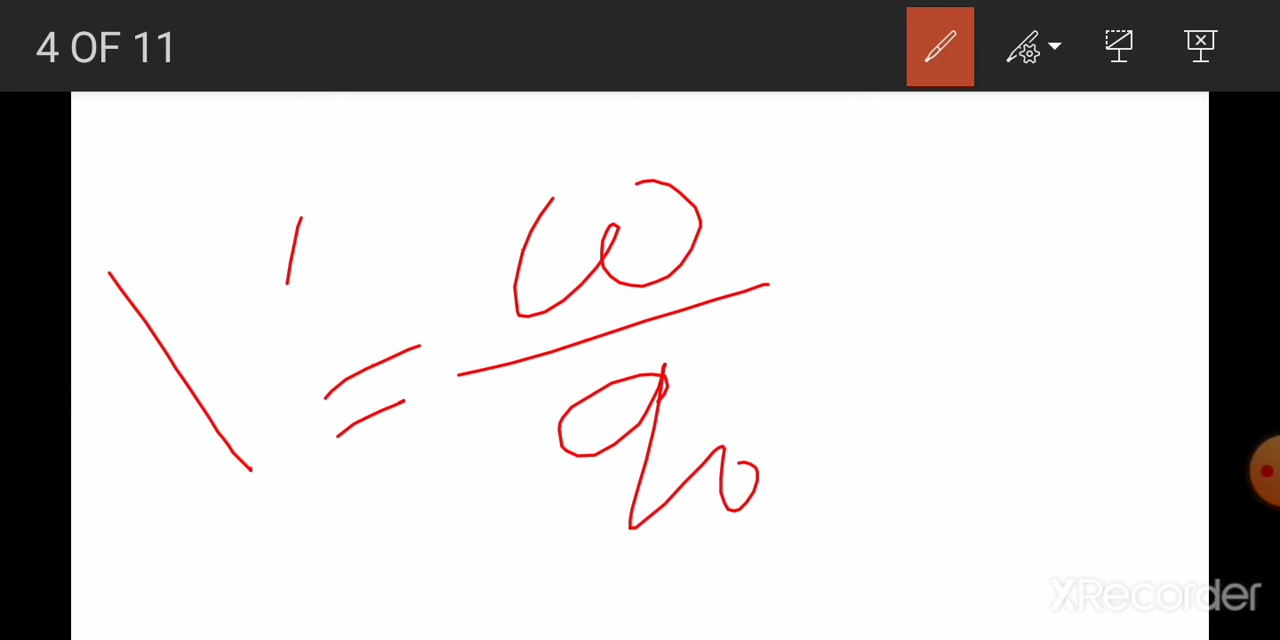 4 OF 11
V = W / q₀
XRecorder